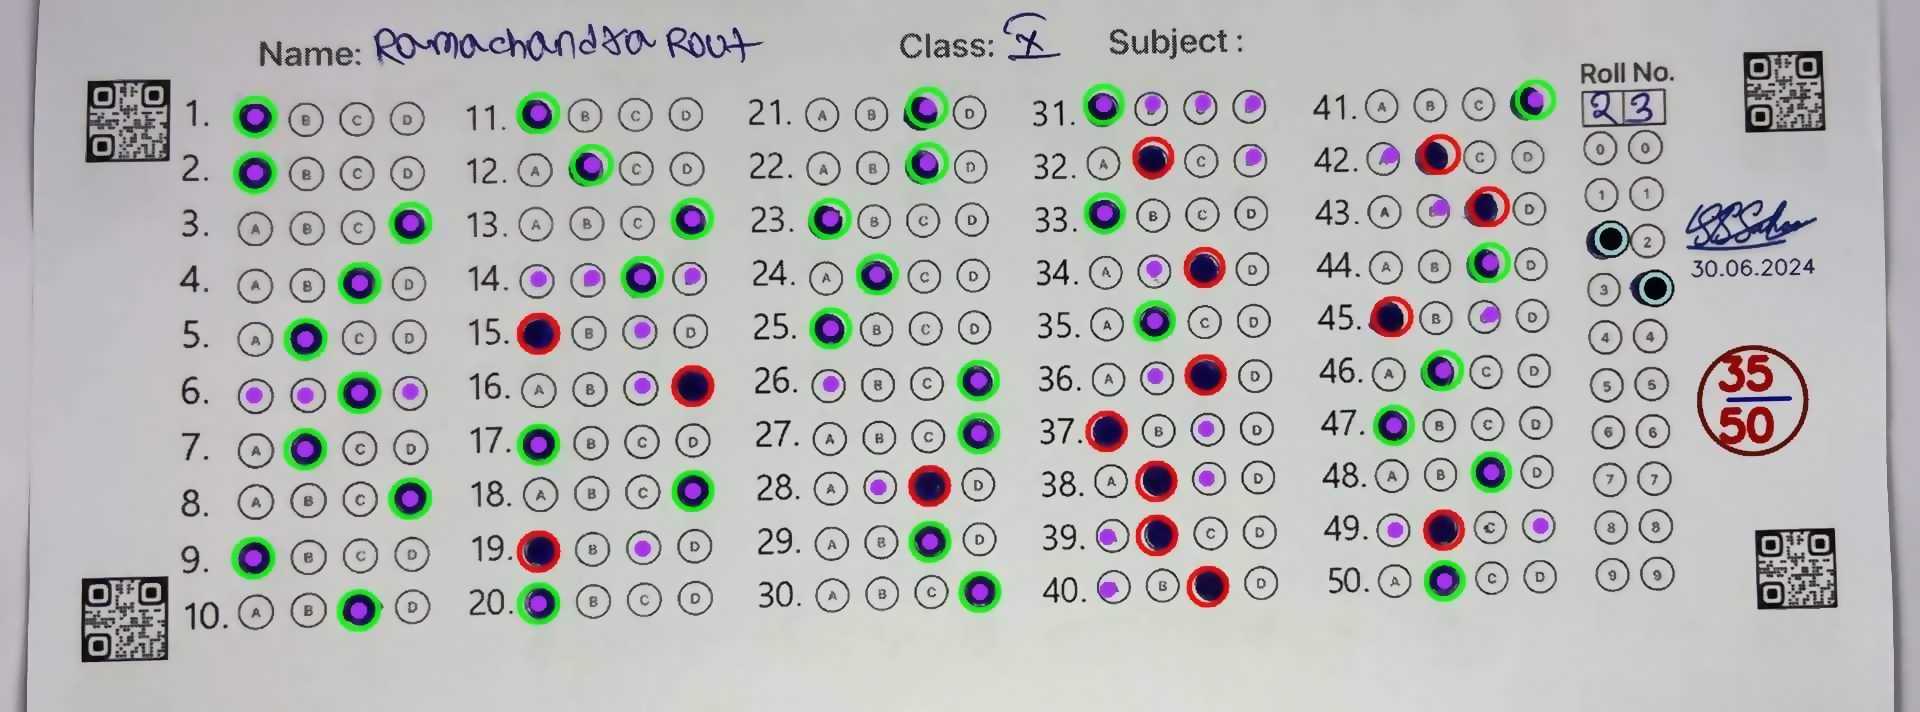 Name: Ramachandra Rout Class: X Subject :
1. B C D
2. B C D
3. A B C
4. A B D
5. A C D
6.
7. A C D
8. A B C
9. B C D
10. A B D
11. B C D
12. A C D
13. A B C
14.
15. B D
16. A B
17. B C D
18. A B C
19. B D
20. B C D
21. A B D
22. A B D
23. B C D
24. A C D
25. B C D
26. B C
27. A B C
28. A D
29. A B D
30. A B C
31.
32. A C
33. B C D
34. A D
35. A C D
36. A D
37. B D
38. A D
39. C D
40. B D
41. A B C
42. C D
43. A D
44. A B D
45. B D
46. A C D
47. B C D
48. A B D
49. C
50. A C D
Roll No.
2 3
0 0
1 1
2
3
4 4
5 5
6 6
7 7
8 8
9 9
30.06.2024
35
50